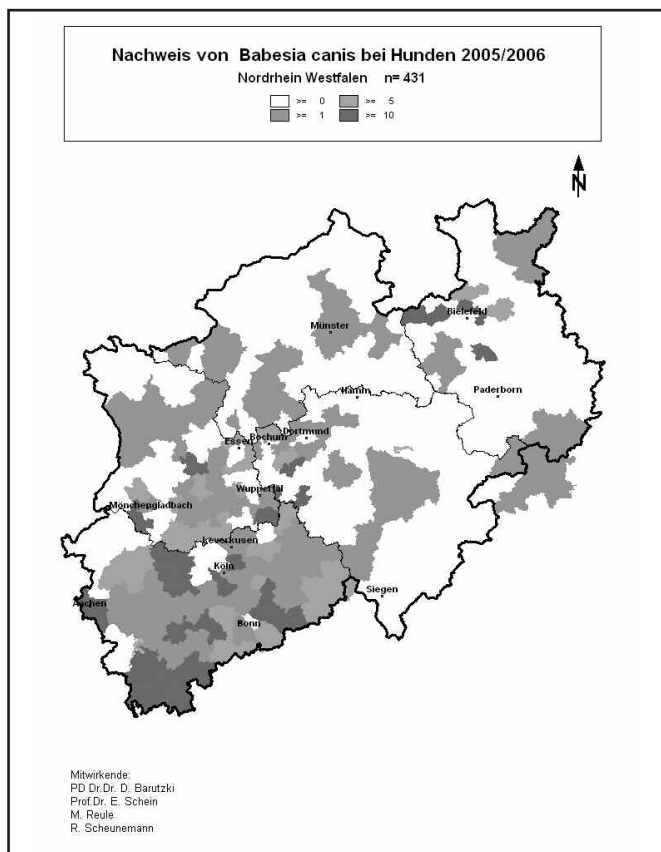 Nachweis von Babesia canis bei Hunden 2005/2006
Nordrhein Westfalen n= 431
>= 0 >= 5
>= 1 >= 10
N
Münster
Bielefeld
Hamm
Paderborn
Essen
Bochum
Dortmund
Wuppertal
Mönchengladbach
Leverkusen
Köln
Siegen
Aachen
Bonn
Mitwirkende:
PD Dr.Dr. D. Barutzki
Prof.Dr. E. Schein
M. Reule
R. Scheunemann